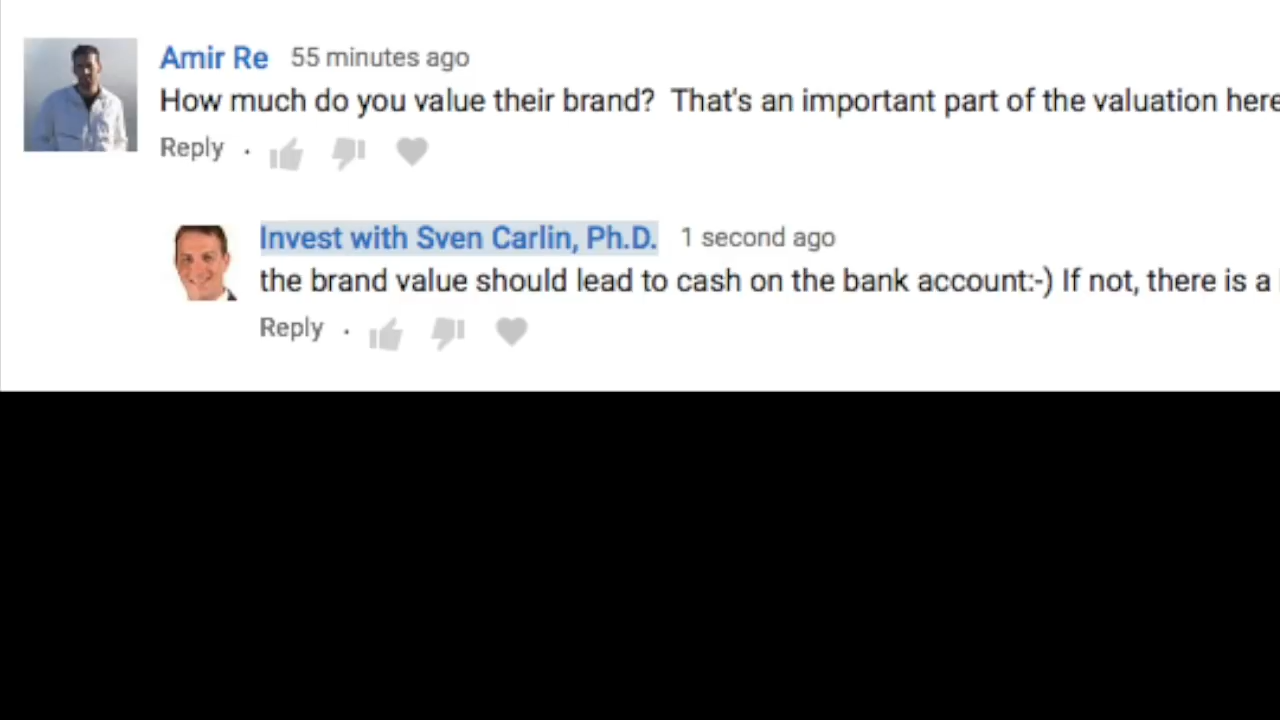 Amir Re 55 minutes ago
How much do you value their brand? That's an important part of the valuation here
Reply ·
Invest with Sven Carlin, Ph.D. 1 second ago
the brand value should lead to cash on the bank account:-) If not, there is a
Reply ·